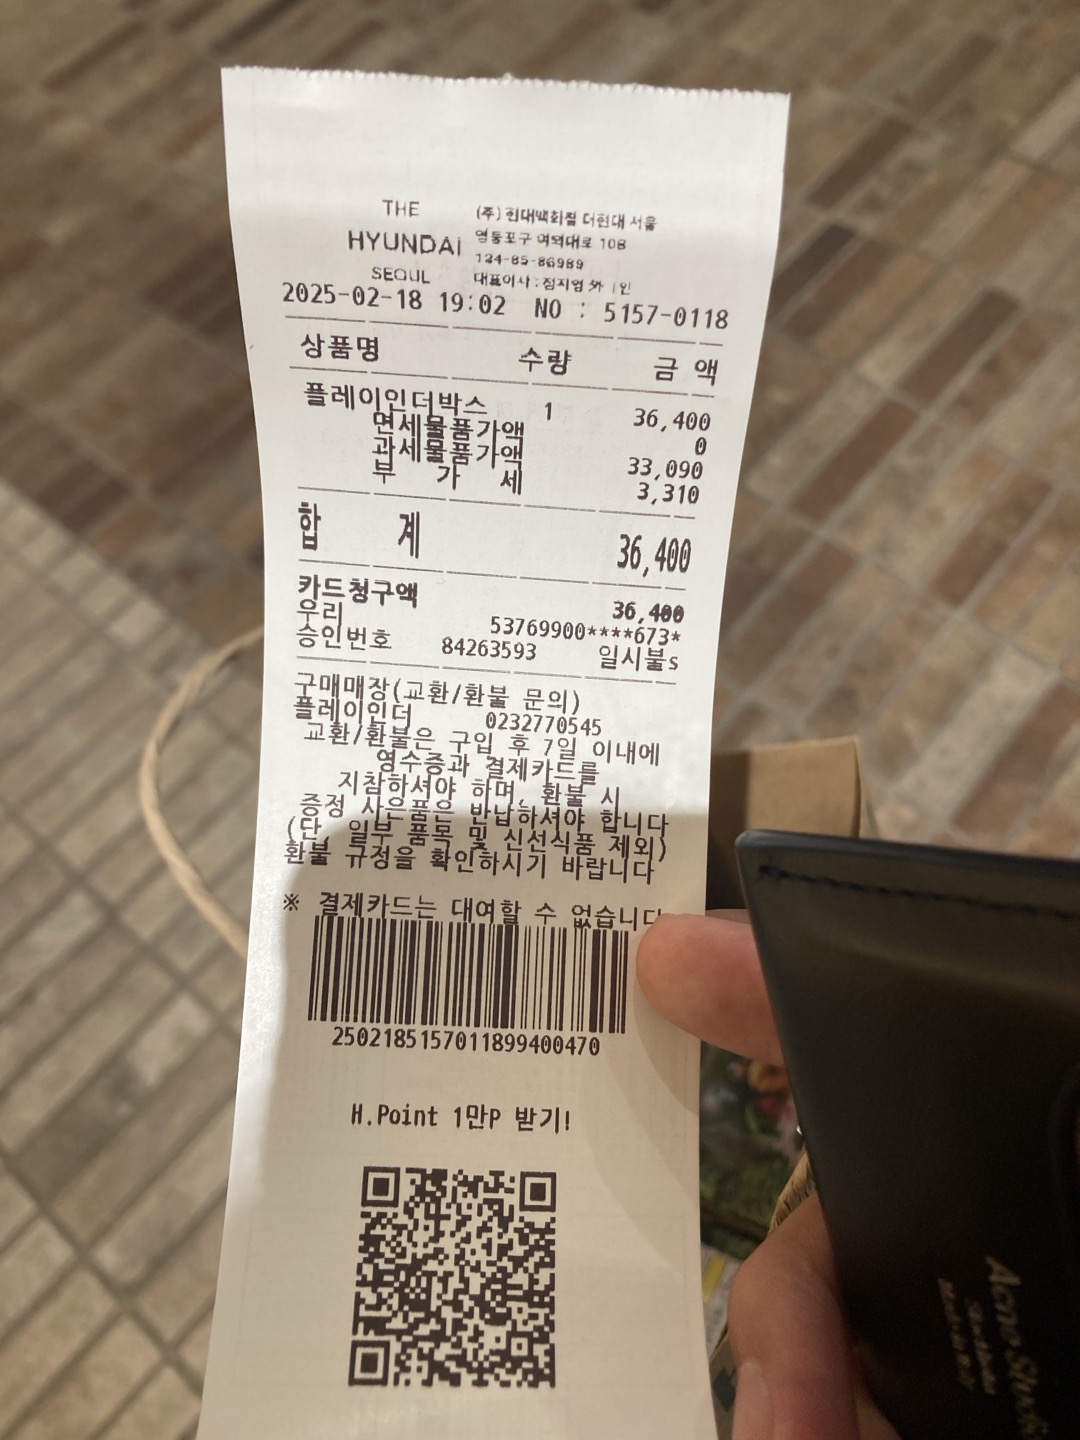 THE
HYUNDAI
SEOUL
(주) 현대백화점 더현대 서울
영등포구 여의대로 108
124-85-86989
대표이사 : 정지영 外 1인
2025-02-18 19:02 NO : 5157-0118
상품명 수량 금 액
플레이인더박스 1 36,400
면세물품가액 0
과세물품가액 33,090
부 가 세 3,310
합 계 36,400
카드청구액 36,400
우리 53769900****673*
승인번호 84263593 일시불s
구매매장(교환/환불 문의)
플레이인더 0232770545
교환/환불은 구입 후 7일 이내에
영수증과 결제카드를
지참하셔야 하며, 환불 시
증정 사은품은 반납하셔야 합니다
(단, 일부 품목 및 신선식품 제외)
환불 규정을 확인하시기 바랍니다
※ 결제카드는 대여할 수 없습니다
2502185157011899400470
H.Point 1만P 받기!
Acne Studios